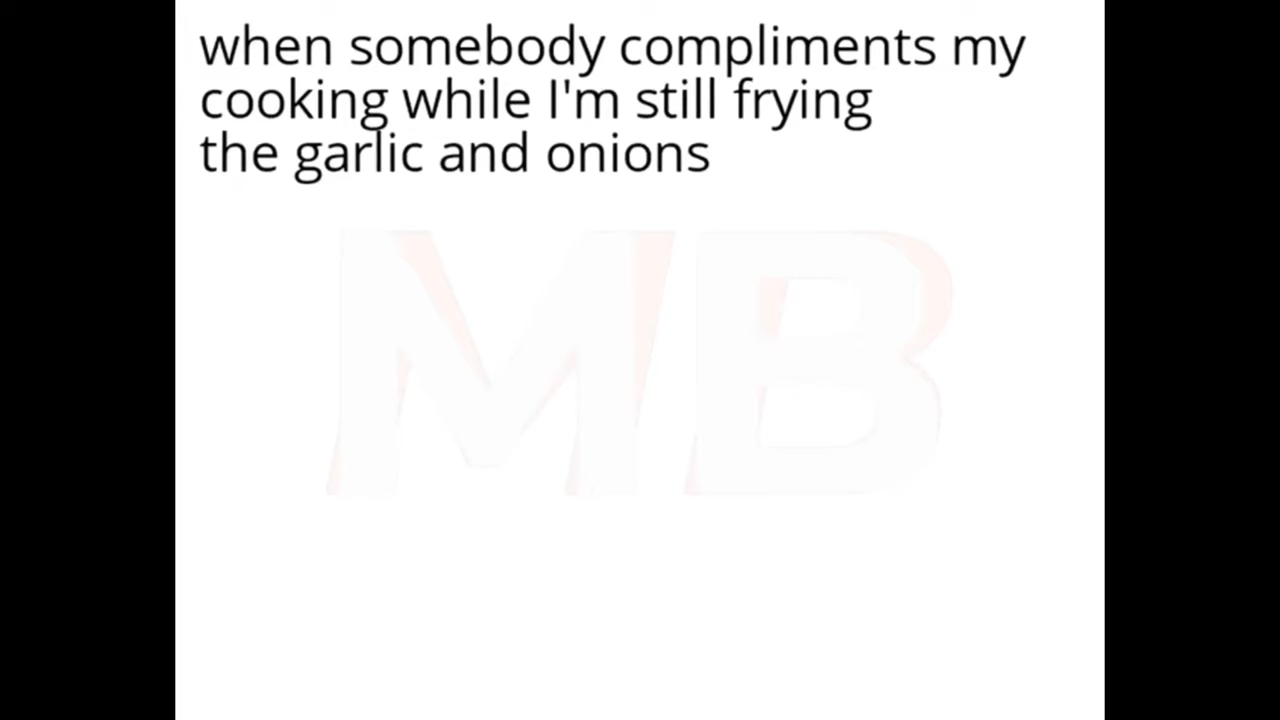 when somebody compliments my
cooking while I'm still frying
the garlic and onions
MB